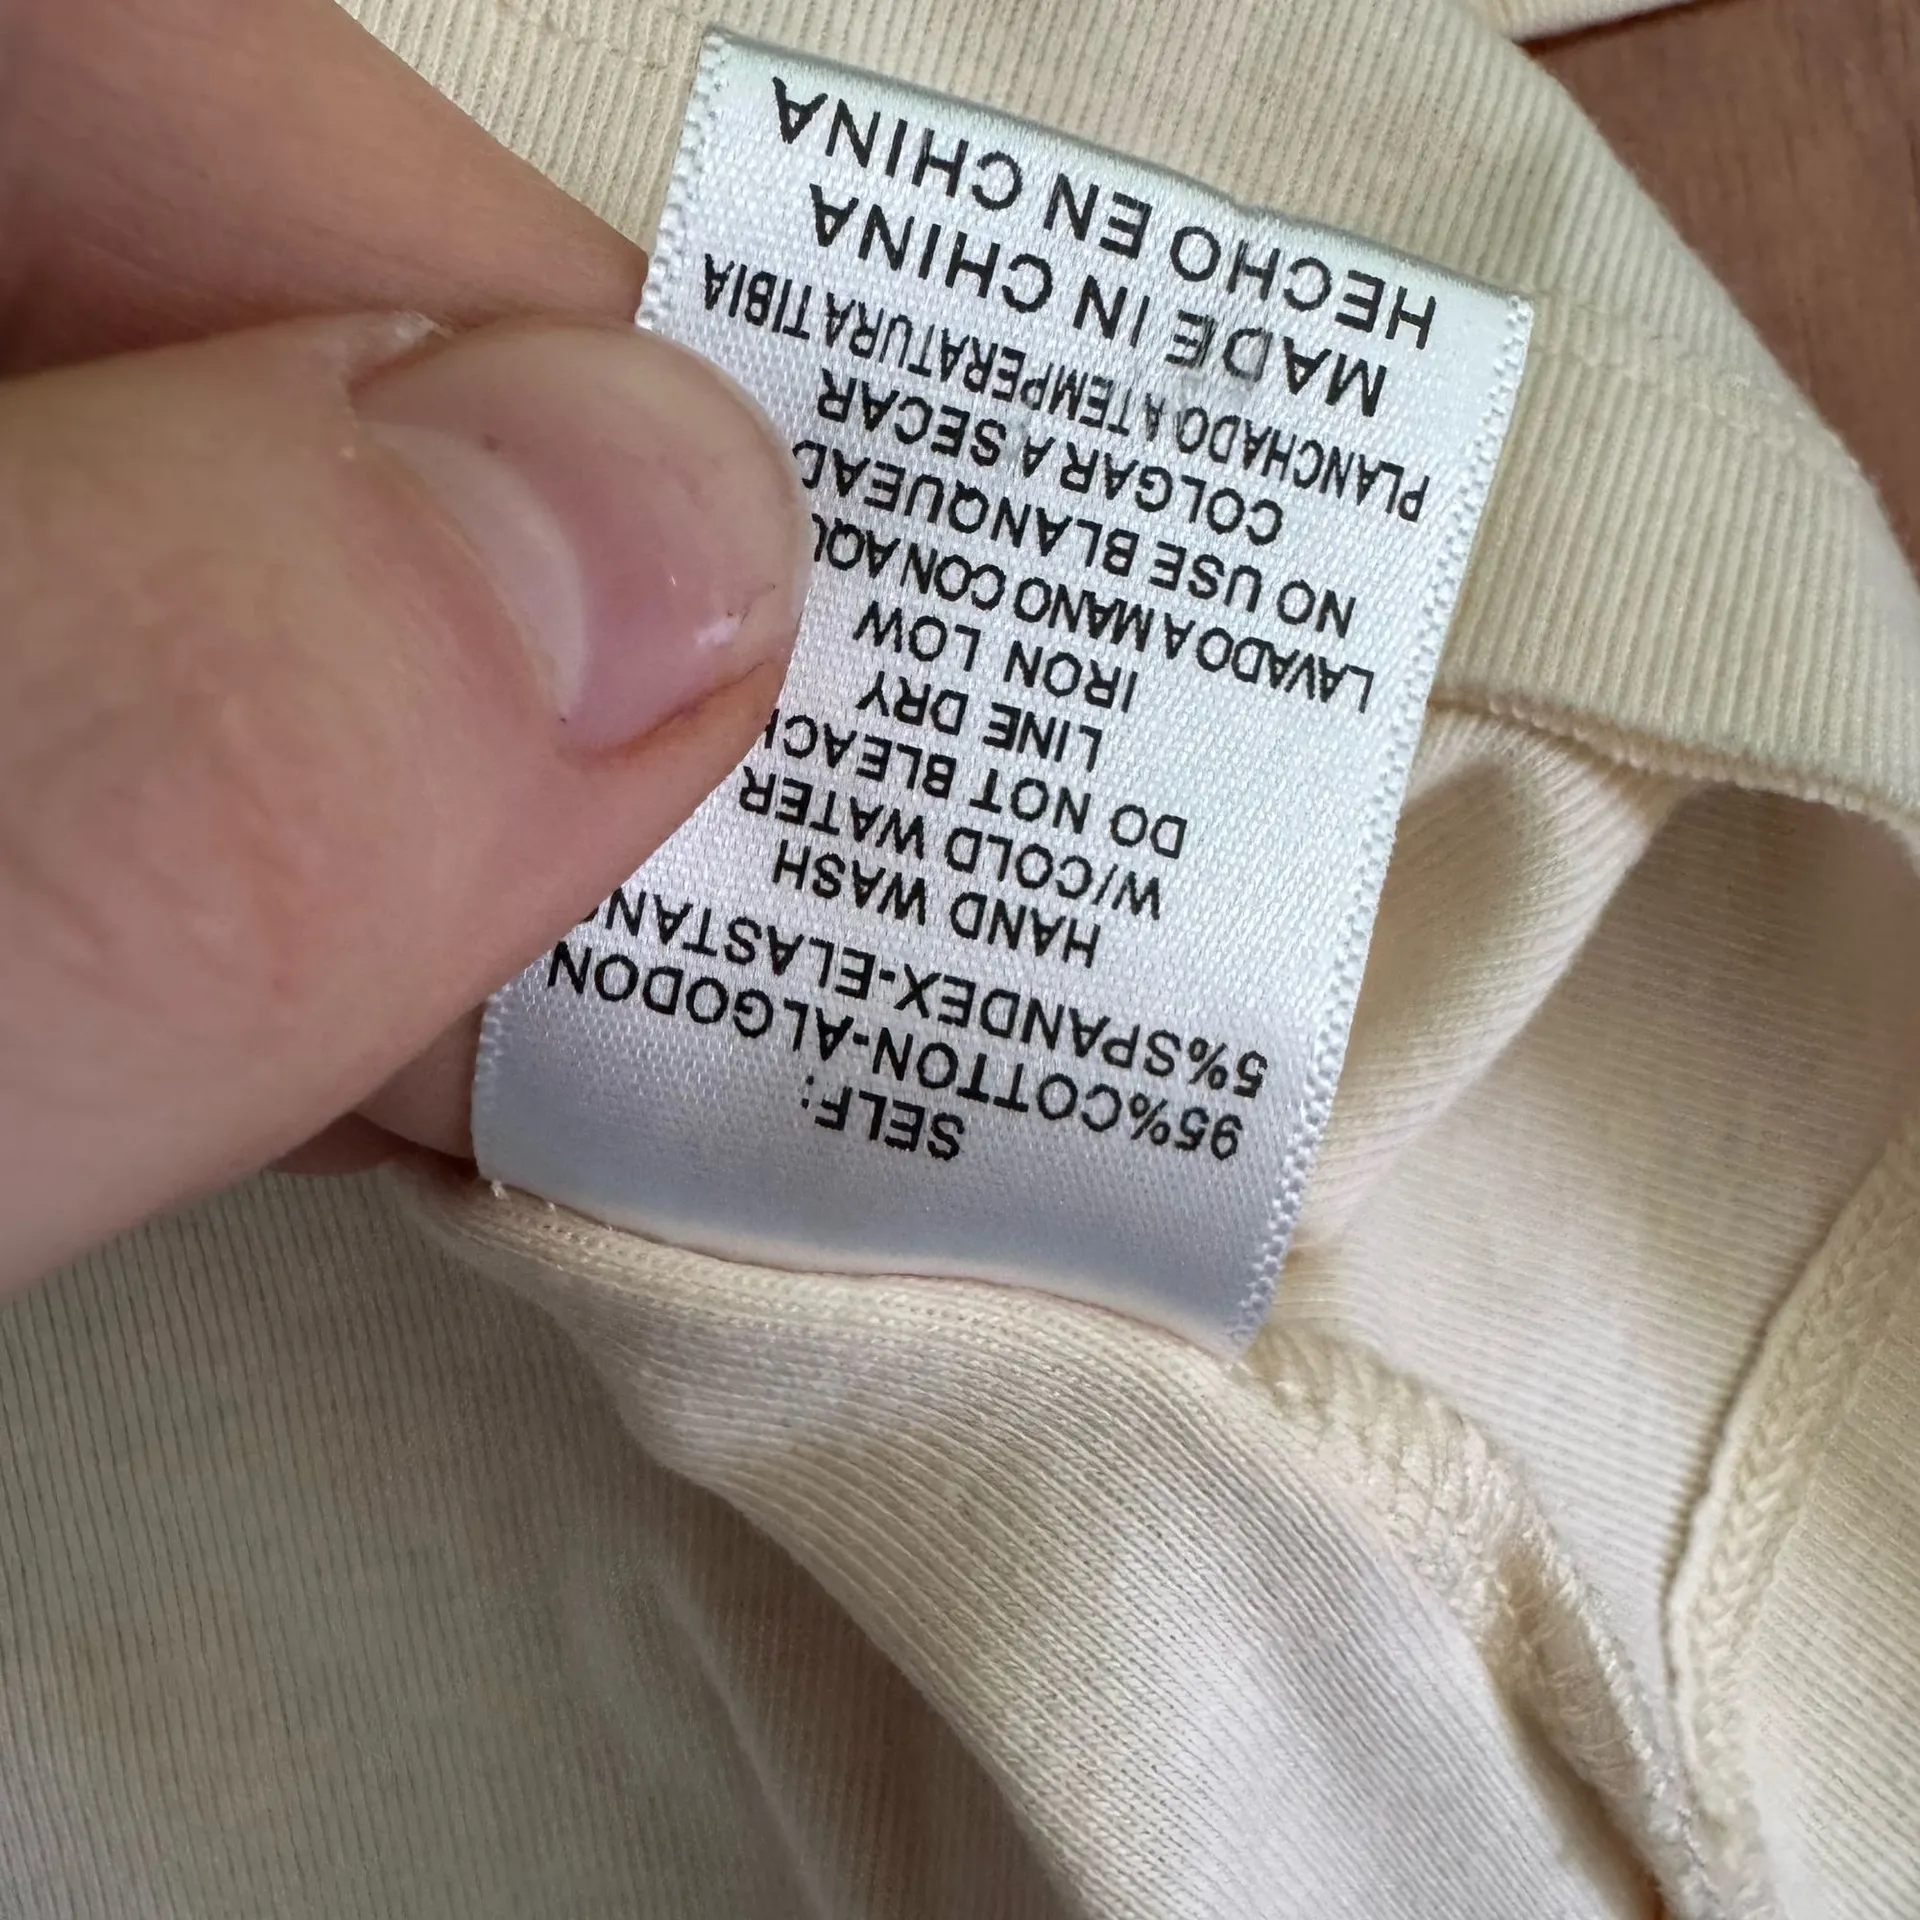 SELF:
95%COTTON-ALGODON
5%SPANDEX-ELASTAN
HAND WASH
W/COLD WATER
DO NOT BLEACH
LINE DRY
IRON LOW
LAVADO A MANO CON
NO USE BLANQUEAD
COLGAR A SECAR
PLANCHADO A TEMPERATURA TIBIA
MADE IN CHINA
HECHO EN CHINA